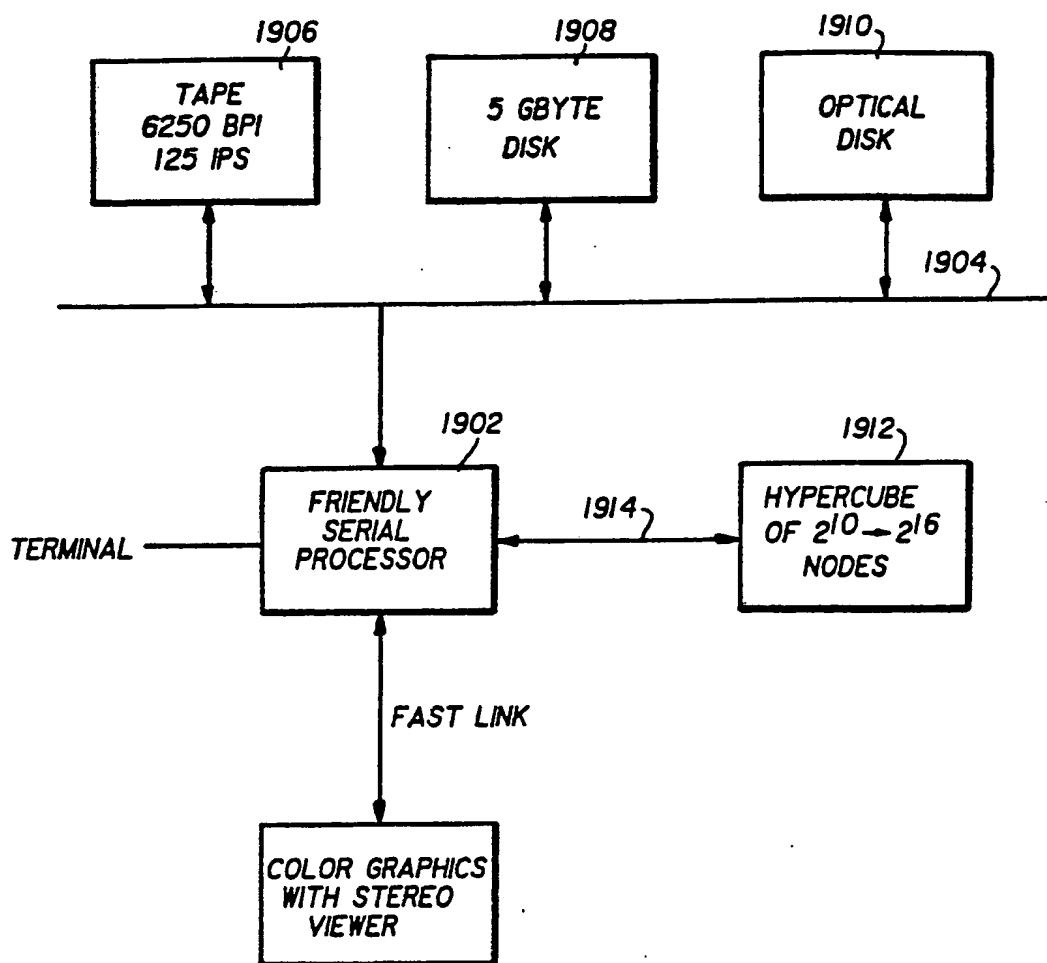 1906
TAPE
6250 BPI
125 IPS
1908
5 GBYTE
DISK
1910
OPTICAL
DISK
1904
1902
FRIENDLY
SERIAL
PROCESSOR
TERMINAL
1914
1912
HYPERCUBE
OF 2¹⁰→2¹⁶
NODES
FAST LINK
COLOR GRAPHICS
WITH STEREO
VIEWER